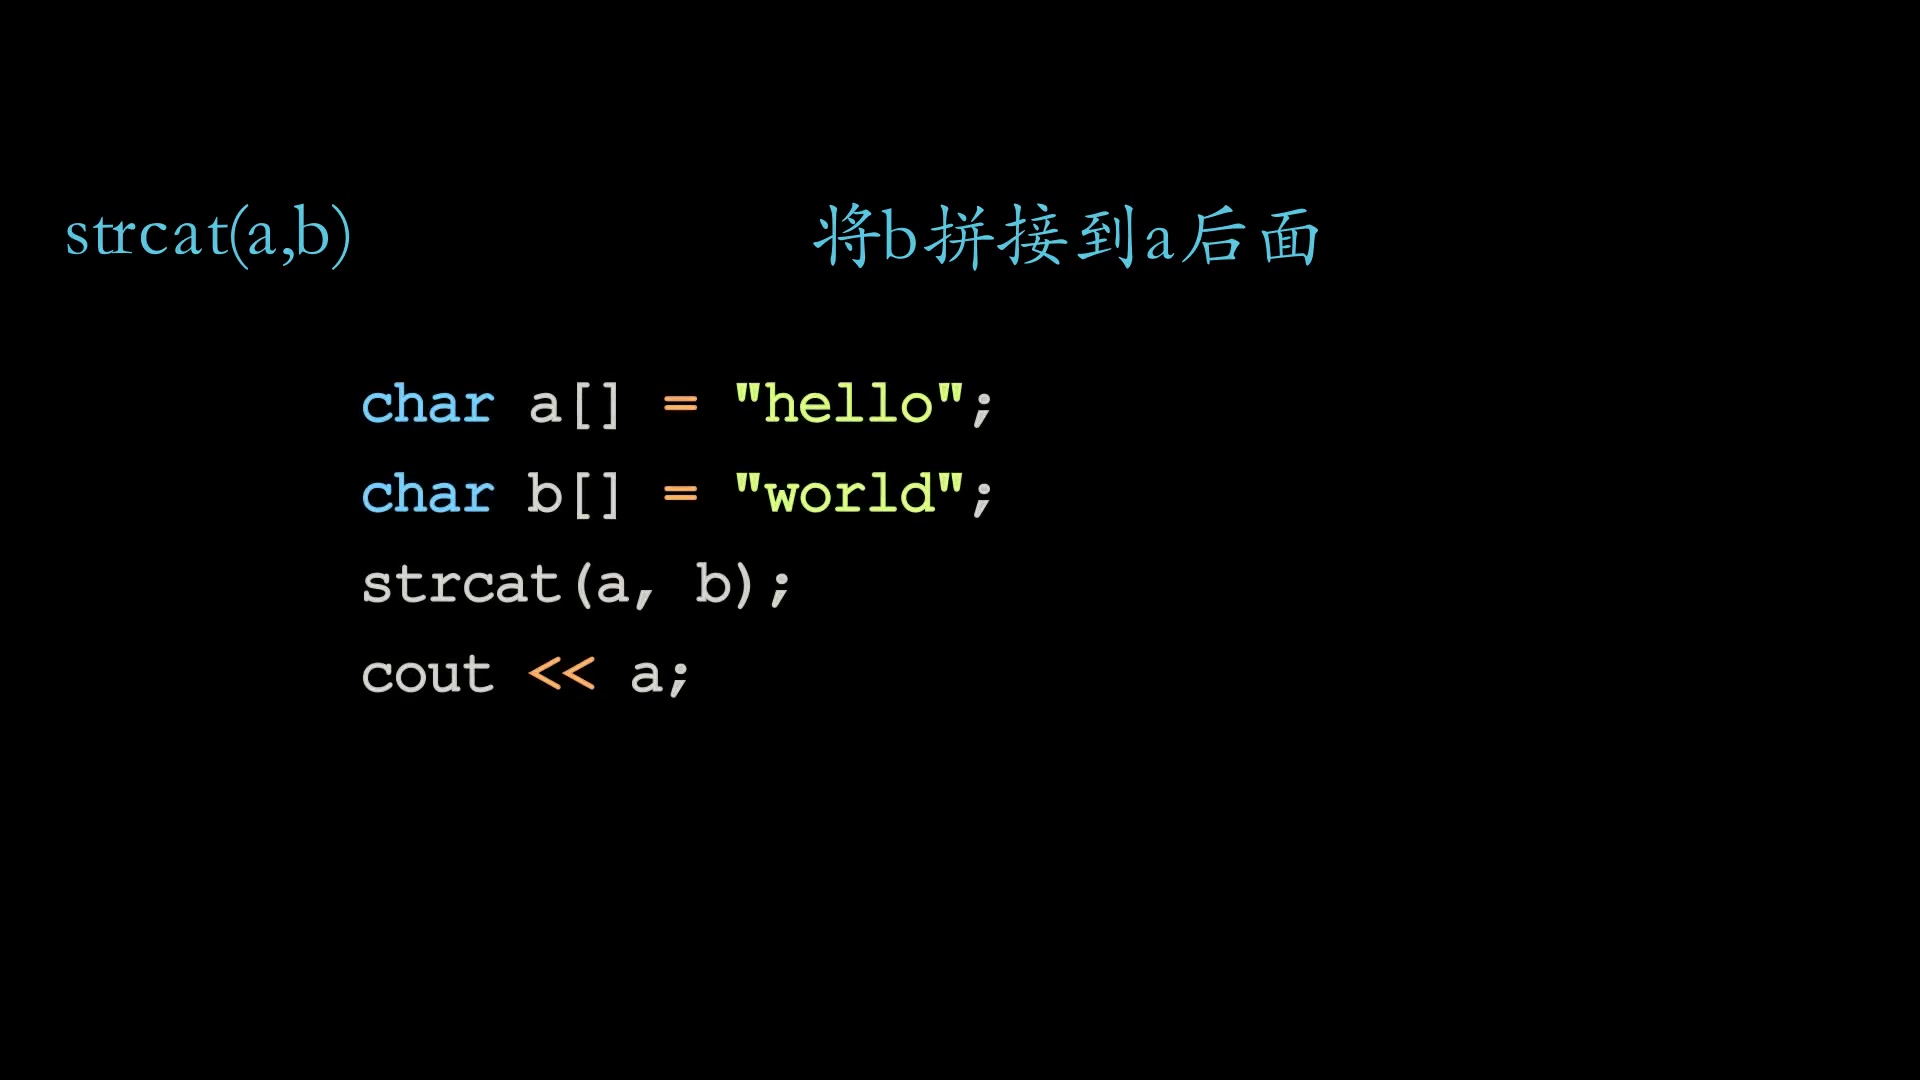 strcat(a,b) 将b拼接到a后面
char a[] = "hello";
char b[] = "world";
strcat(a, b);
cout << a;